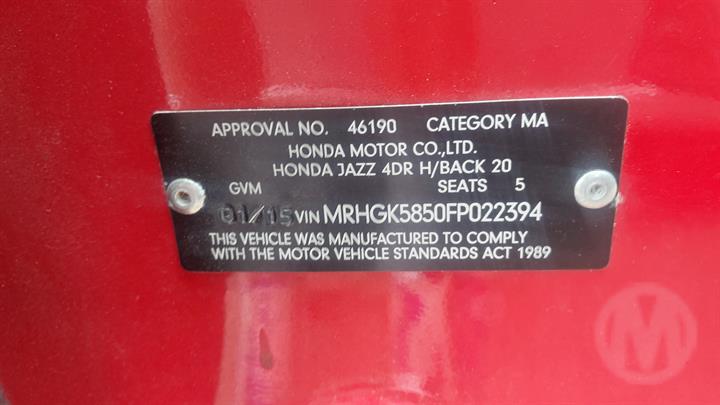 APPROVAL NO. 46190 CATEGORY MA
HONDA MOTOR CO.,LTD.
HONDA JAZZ 4DR H/BACK 20
GVM SEATS 5
01/15 VIN MRHGK5850FP022394
THIS VEHICLE WAS MANUFACTURED TO COMPLY
WITH THE MOTOR VEHICLE STANDARDS ACT 1989
M